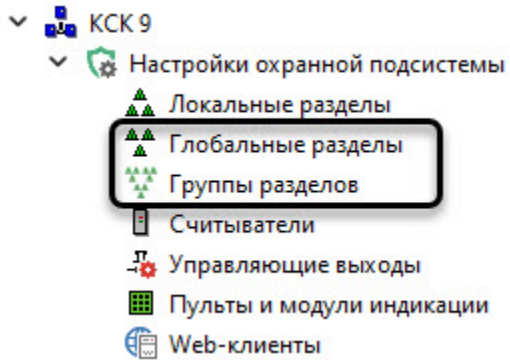 КСК 9
Настройки охранной подсистемы
Локальные разделы
Глобальные разделы
Группы разделов
Считыватели
Управляющие выходы
Пульты и модули индикации
Web-клиенты